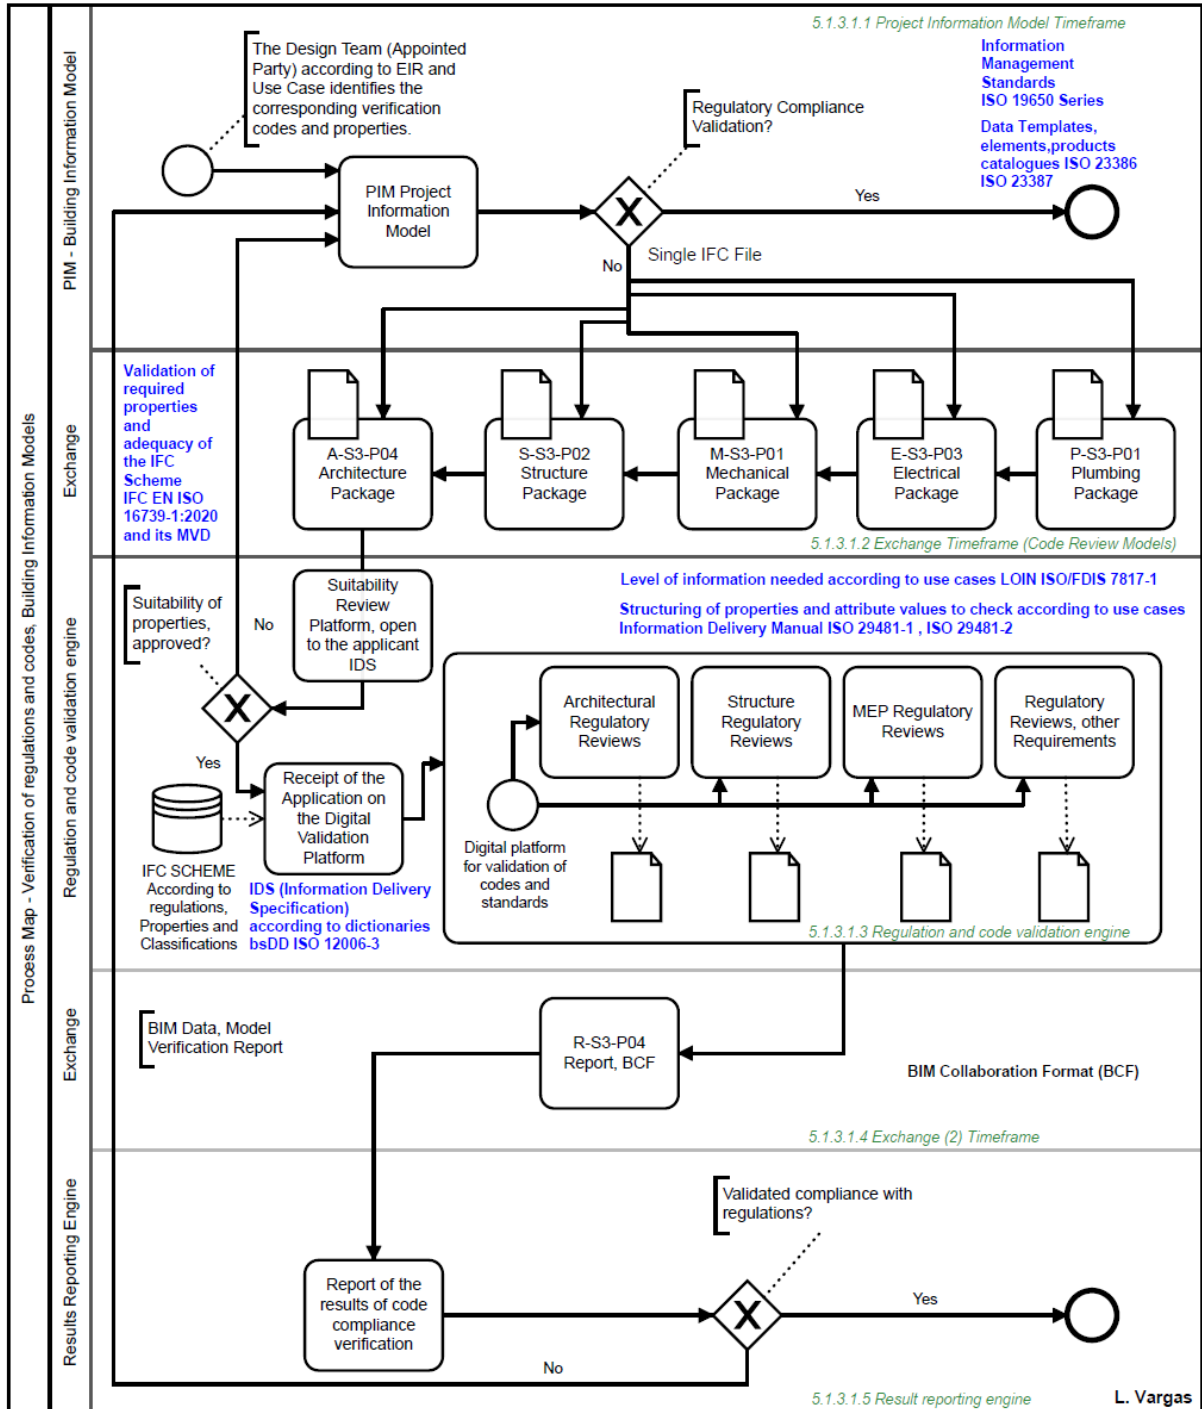 Process Map - Verification of regulations and codes, Building Information Models
PIM - Building Information Model
5.1.3.1.1 Project Information Model Timeframe
The Design Team (Appointed
Party) according to EIR and
Use Case identifies the
corresponding verification
codes and properties.
Regulatory Compliance
Validation?
Information
Management
Standards
ISO 19650 Series
Data Templates,
elements,products
catalogues ISO 23386
ISO 23387
PIM Project
Information
Model
X
Yes
No
Single IFC File
Exchange
Validation of
required
properties
and
adequacy of
the IFC
Scheme
IFC EN ISO
16739-1:2020
and its MVD
A-S3-P04
Architecture
Package
S-S3-P02
Structure
Package
M-S3-P01
Mechanical
Package
E-S3-P03
Electrical
Package
P-S3-P01
Plumbing
Package
5.1.3.1.2 Exchange Timeframe (Code Review Models)
Regulation and code validation engine
Suitability of
properties,
approved?
No
Suitability
Review
Platform, open
to the applicant
IDS
Level of information needed according to use cases LOIN ISO/FDIS 7817-1
Structuring of properties and attribute values to check according to use cases
Information Delivery Manual ISO 29481-1 , ISO 29481-2
X
Yes
Architectural
Regulatory
Reviews
Structure
Regulatory
Reviews
MEP Regulatory
Reviews
Regulatory
Reviews, other
Requirements
Receipt of the
Application on
the Digital
Validation
Platform
IFC SCHEME
According to
regulations,
Properties and
Classifications
IDS (Information Delivery
Specification)
according to dictionaries
bsDD ISO 12006-3
Digital platform
for validation of
codes and
standards
5.1.3.1.3 Regulation and code validation engine
Exchange
BIM Data, Model
Verification Report
R-S3-P04
Report, BCF
BIM Collaboration Format (BCF)
5.1.3.1.4 Exchange (2) Timeframe
Results Reporting Engine
Validated compliance with
regulations?
Report of the
results of code
compliance
verification
X
Yes
No
5.1.3.1.5 Result reporting engine
L. Vargas